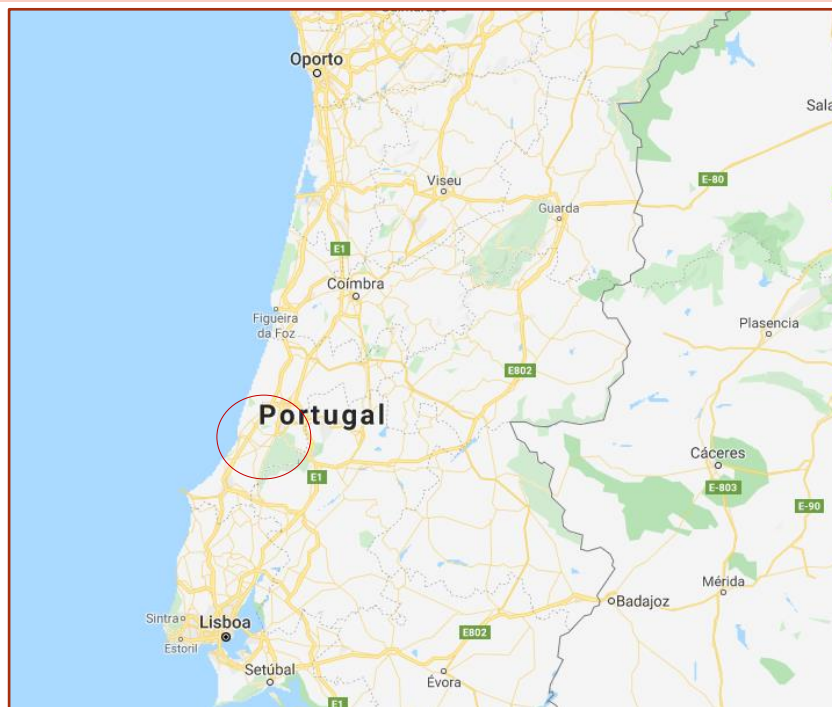 Oporto
Viseu
Guarda
Sala
E-80
E1
Coímbra
Figueira
da Foz
Plasencia
E802
Portugal
Cáceres
E1
E-803
E-90
Mérida
Badajoz
Sintra
Lisboa
Estoril
E802
Setúbal
Évora
E1